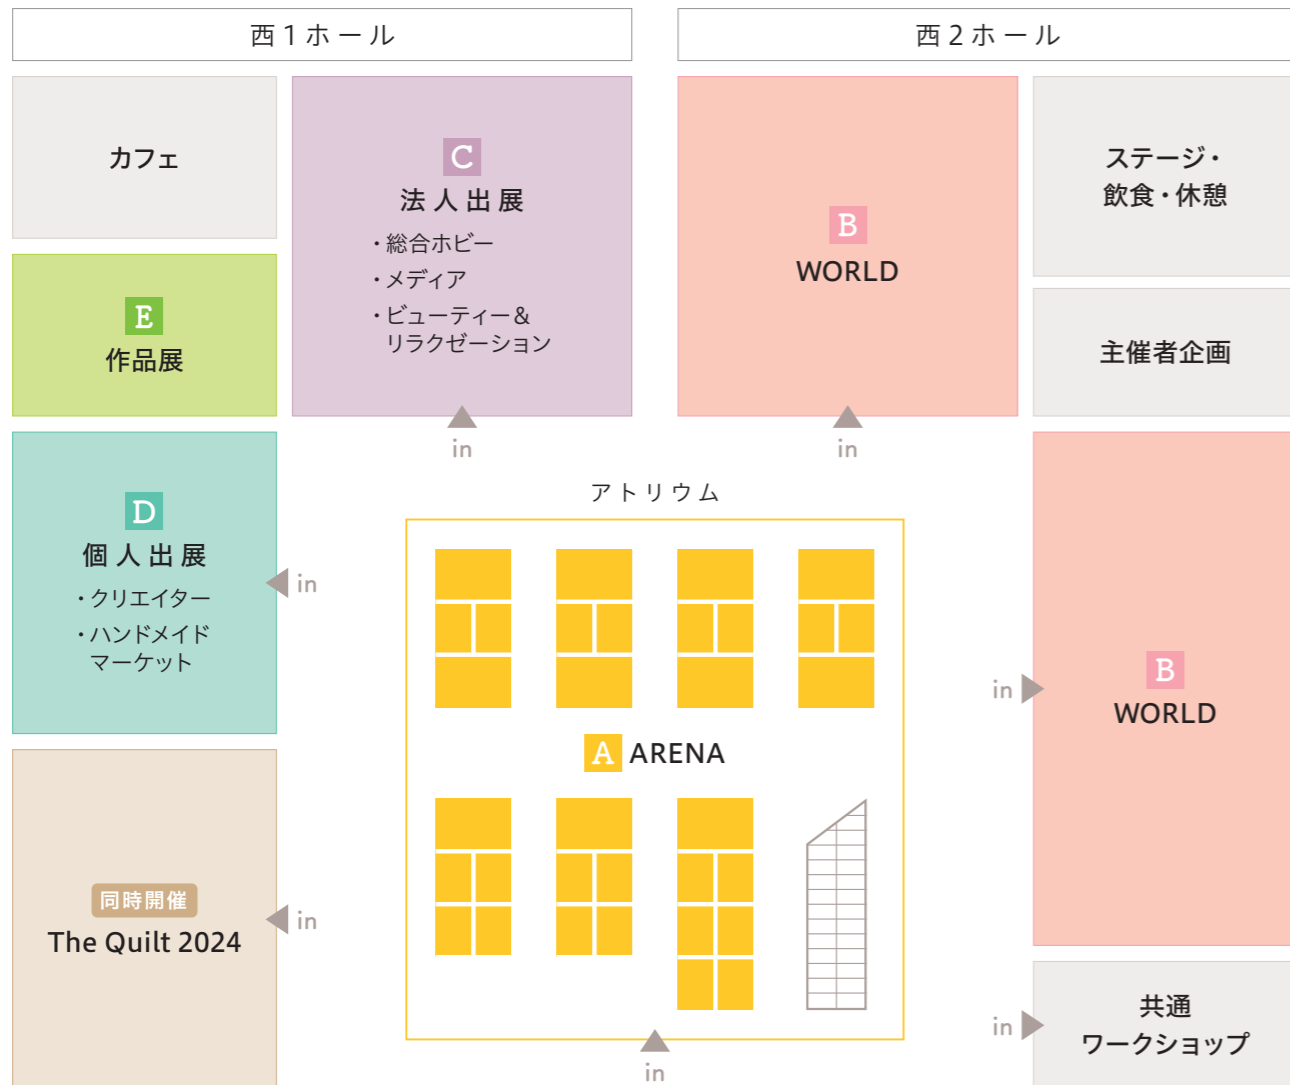 西1ホール
西2ホール
カフェ
C
法人出展
・総合ホビー
・メディア
・ビューティー＆
リラクゼーション
in
B
WORLD
in
ステージ・
飲食・休憩
主催者企画
E
作品展
D
個人出展
・クリエイター
・ハンドメイド
マーケット
in
アトリウム
A ARENA
in
in
B
WORLD
同時開催
The Quilt 2024
in
in
共通
ワークショップ